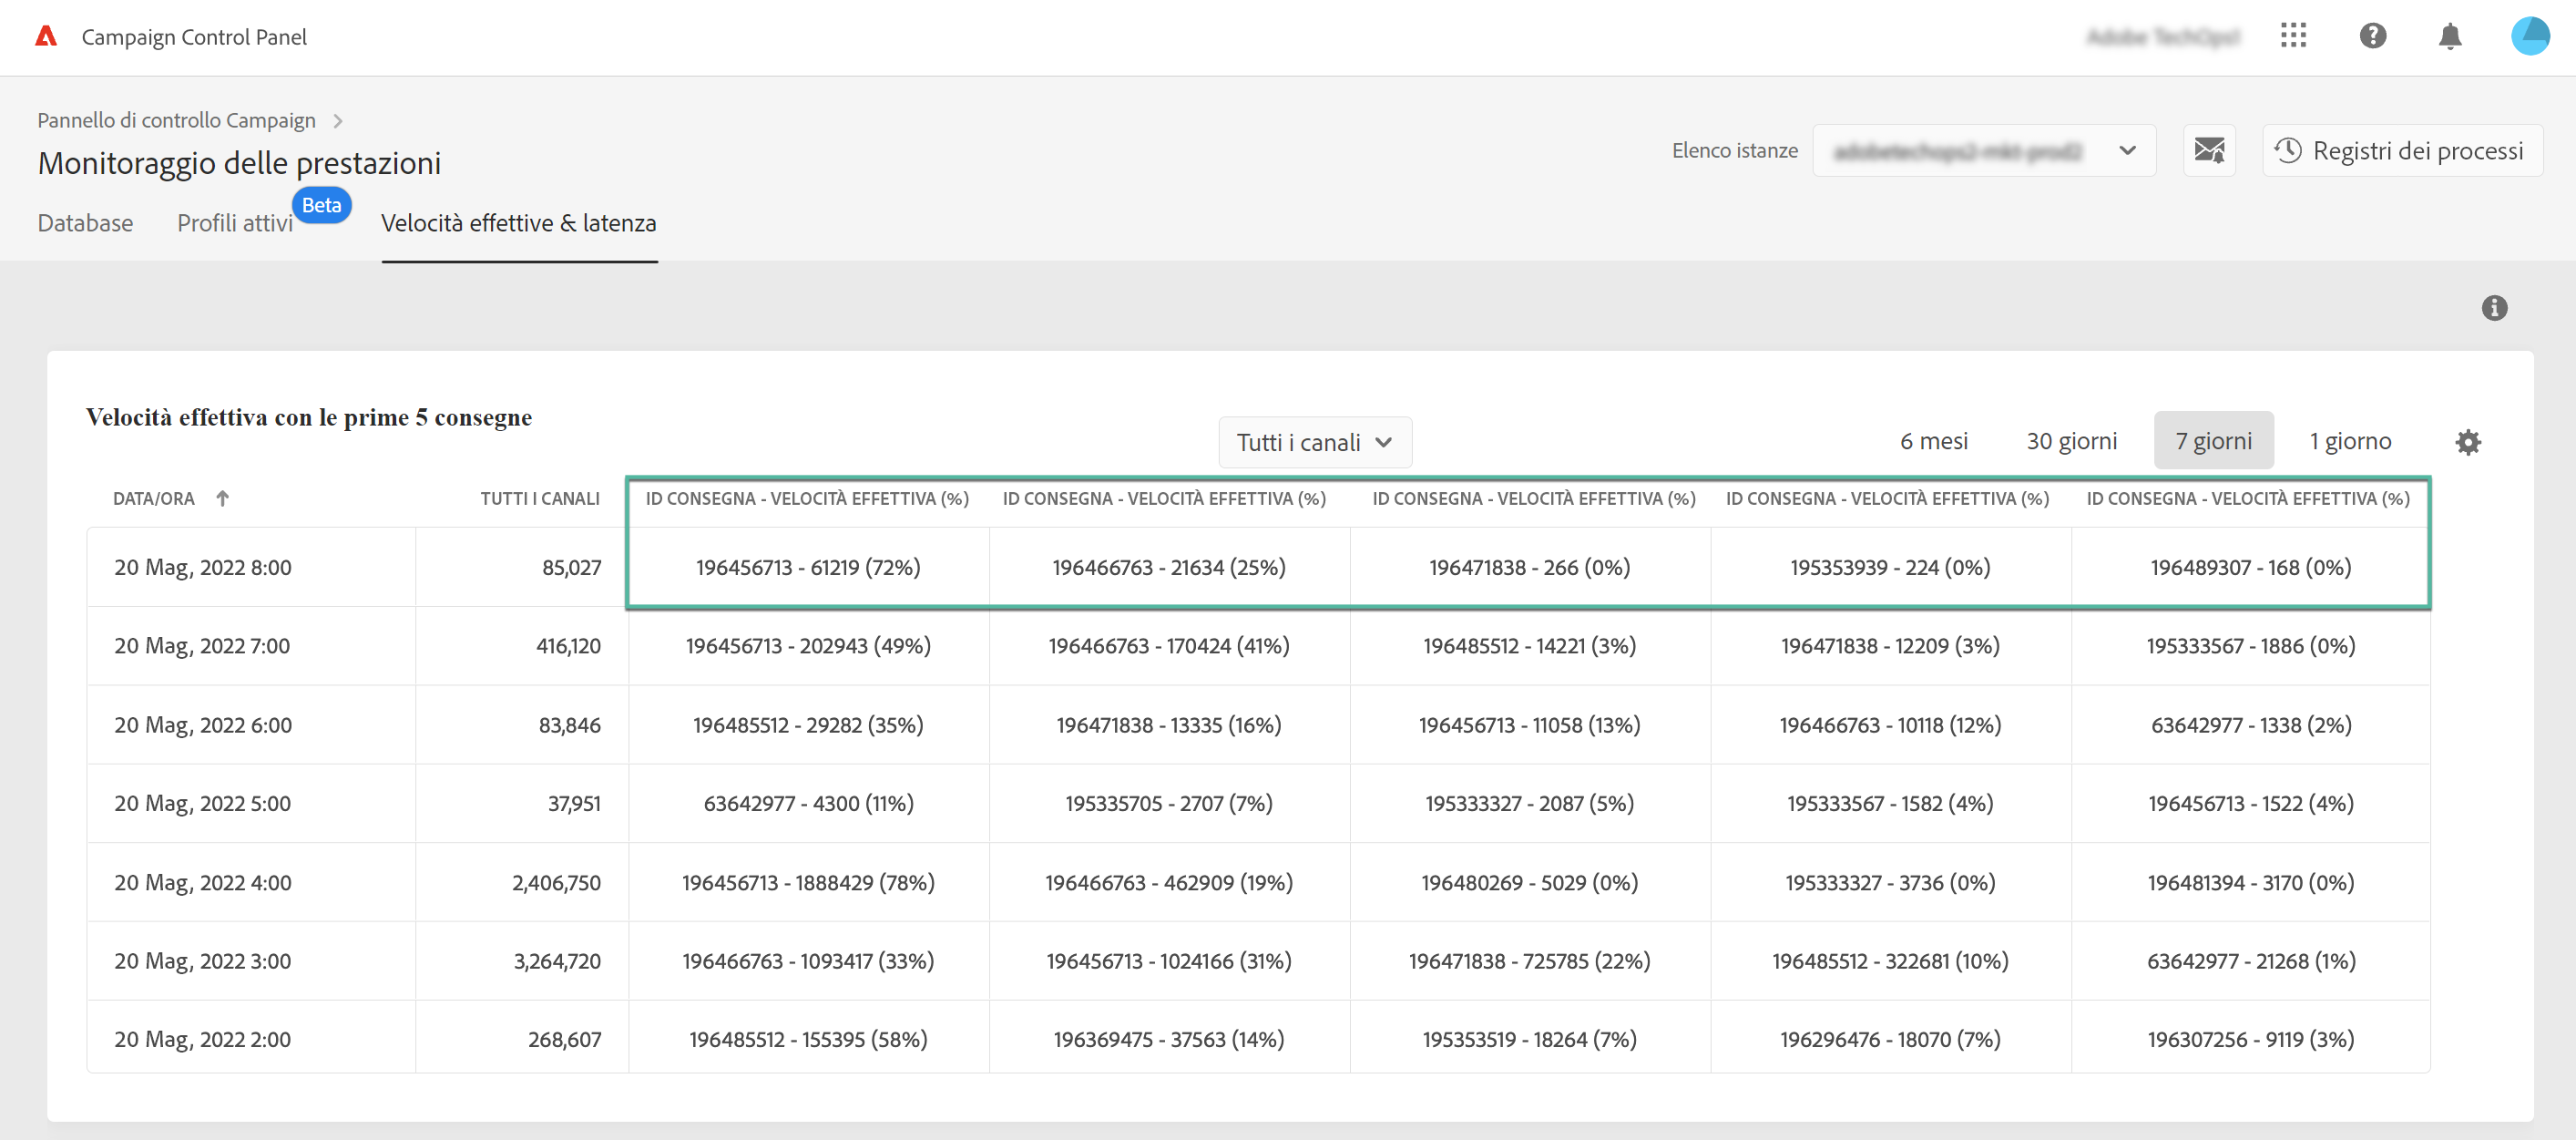 Campaign Control Panel
Pannello di controllo Campaign
Monitoraggio delle prestazioni
Elenco istanze
Registri dei processi
Database Profili attivi Beta Velocità effettive & latenza
Velocità effettiva con le prime 5 consegne
Tutti i canali 6 mesi 30 giorni 7 giorni 1 giorno
DATA/ORA TUTTI I CANALI ID CONSEGNA - VELOCITÀ EFFETTIVA (%) ID CONSEGNA - VELOCITÀ EFFETTIVA (%) ID CONSEGNA - VELOCITÀ EFFETTIVA (%) ID CONSEGNA - VELOCITÀ EFFETTIVA (%) ID CONSEGNA - VELOCITÀ EFFETTIVA (%)
20 Mag, 2022 8:00 85,027 196456713 - 61219 (72%) 196466763 - 21634 (25%) 196471838 - 266 (0%) 195353939 - 224 (0%) 196489307 - 168 (0%)
20 Mag, 2022 7:00 416,120 196456713 - 202943 (49%) 196466763 - 170424 (41%) 196485512 - 14221 (3%) 196471838 - 12209 (3%) 195333567 - 1886 (0%)
20 Mag, 2022 6:00 83,846 196485512 - 29282 (35%) 196471838 - 13335 (16%) 196456713 - 11058 (13%) 196466763 - 10118 (12%) 63642977 - 1338 (2%)
20 Mag, 2022 5:00 37,951 63642977 - 4300 (11%) 195335705 - 2707 (7%) 195333327 - 2087 (5%) 195333567 - 1582 (4%) 196456713 - 1522 (4%)
20 Mag, 2022 4:00 2,406,750 196456713 - 1888429 (78%) 196466763 - 462909 (19%) 196480269 - 5029 (0%) 195333327 - 3736 (0%) 196481394 - 3170 (0%)
20 Mag, 2022 3:00 3,264,720 196466763 - 1093417 (33%) 196456713 - 1024166 (31%) 196471838 - 725785 (22%) 196485512 - 322681 (10%) 63642977 - 21268 (1%)
20 Mag, 2022 2:00 268,607 196485512 - 155395 (58%) 196369475 - 37563 (14%) 195353519 - 18264 (7%) 196296476 - 18070 (7%) 196307256 - 9119 (3%)